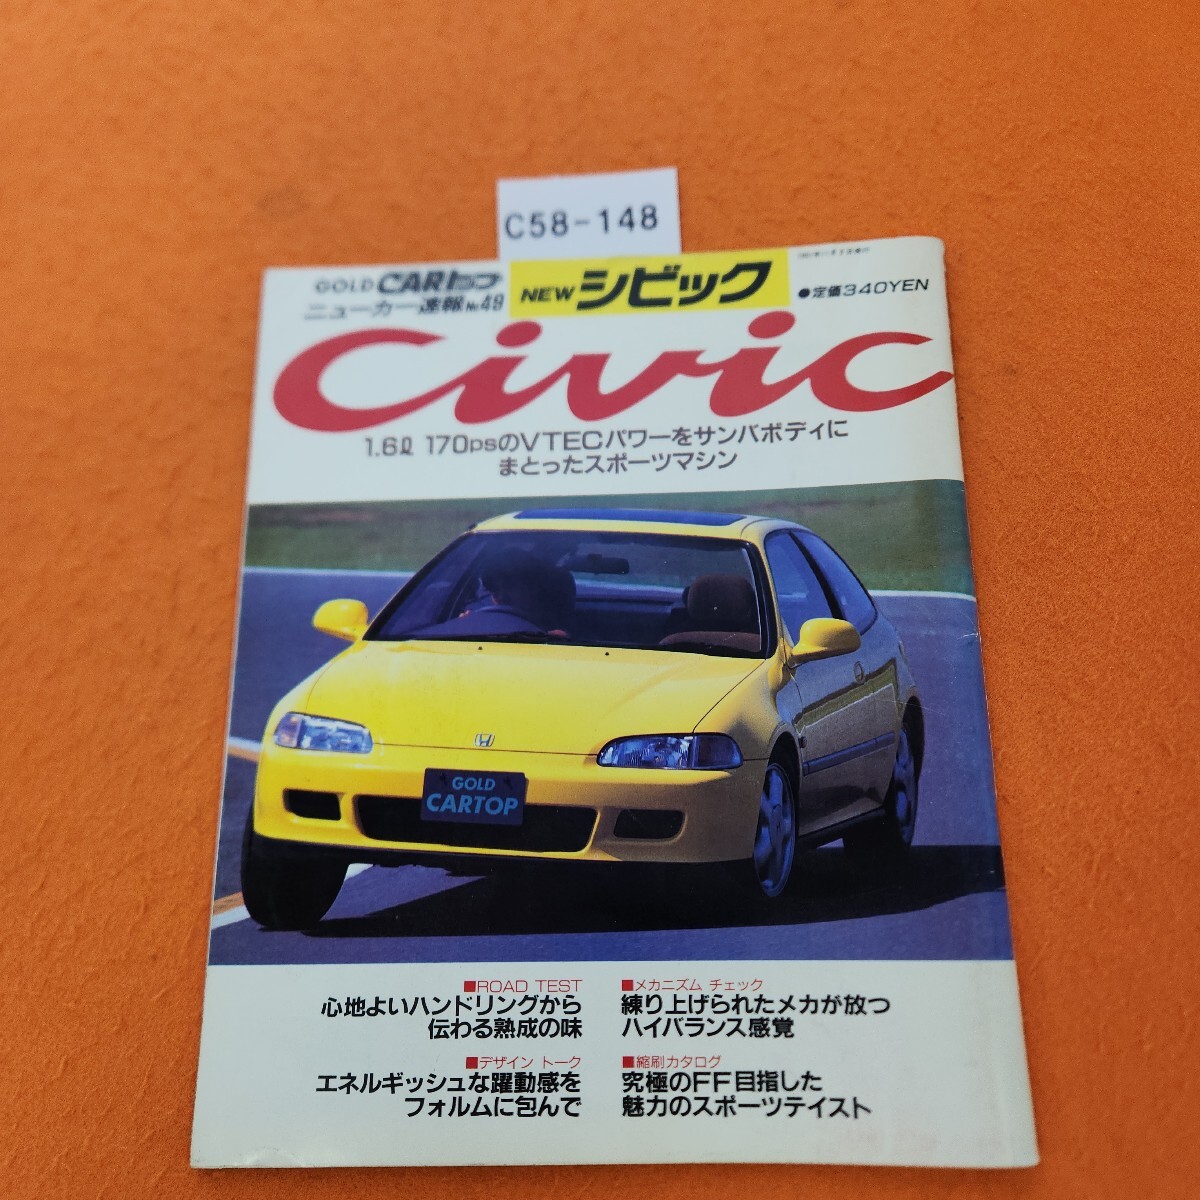 C58-148
GOLD CARトップ
ニューカー速報No.49
NEWシビック
●定価340YEN
Civic
1.6ℓ 170psのVTECパワーをサンバボディに
まとったスポーツマシン
GOLD
CARTOP
■ROAD TEST
心地よいハンドリングから
伝わる熟成の味
■メカニズム チェック
練り上げられたメカが放つ
ハイバランス感覚
■デザイン トーク
エネルギッシュな躍動感を
フォルムに包んで
■縮刷カタログ
究極のFF目指した
魅力のスポーツテイスト